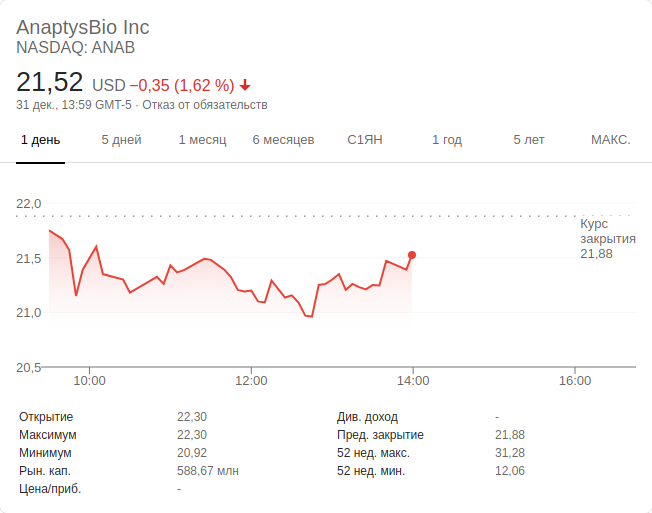 AnaptysBio Inc
NASDAQ: ANAB
21,52 USD −0,35 (1,62 %)
31 дек., 13:59 GMT-5 · Отказ от обязательств
1 день 5 дней 1 месяц 6 месяцев С1ЯН 1 год 5 лет МАКС.
22,0
Курс
закрытия
21,88
21,5
21,0
20,5
10:00 12:00 14:00 16:00
Открытие 22,30 Див. доход -
Максимум 22,30 Пред. закрытие 21,88
Минимум 20,92 52 нед. макс. 31,28
Рын. кап. 588,67 млн 52 нед. мин. 12,06
Цена/приб. -